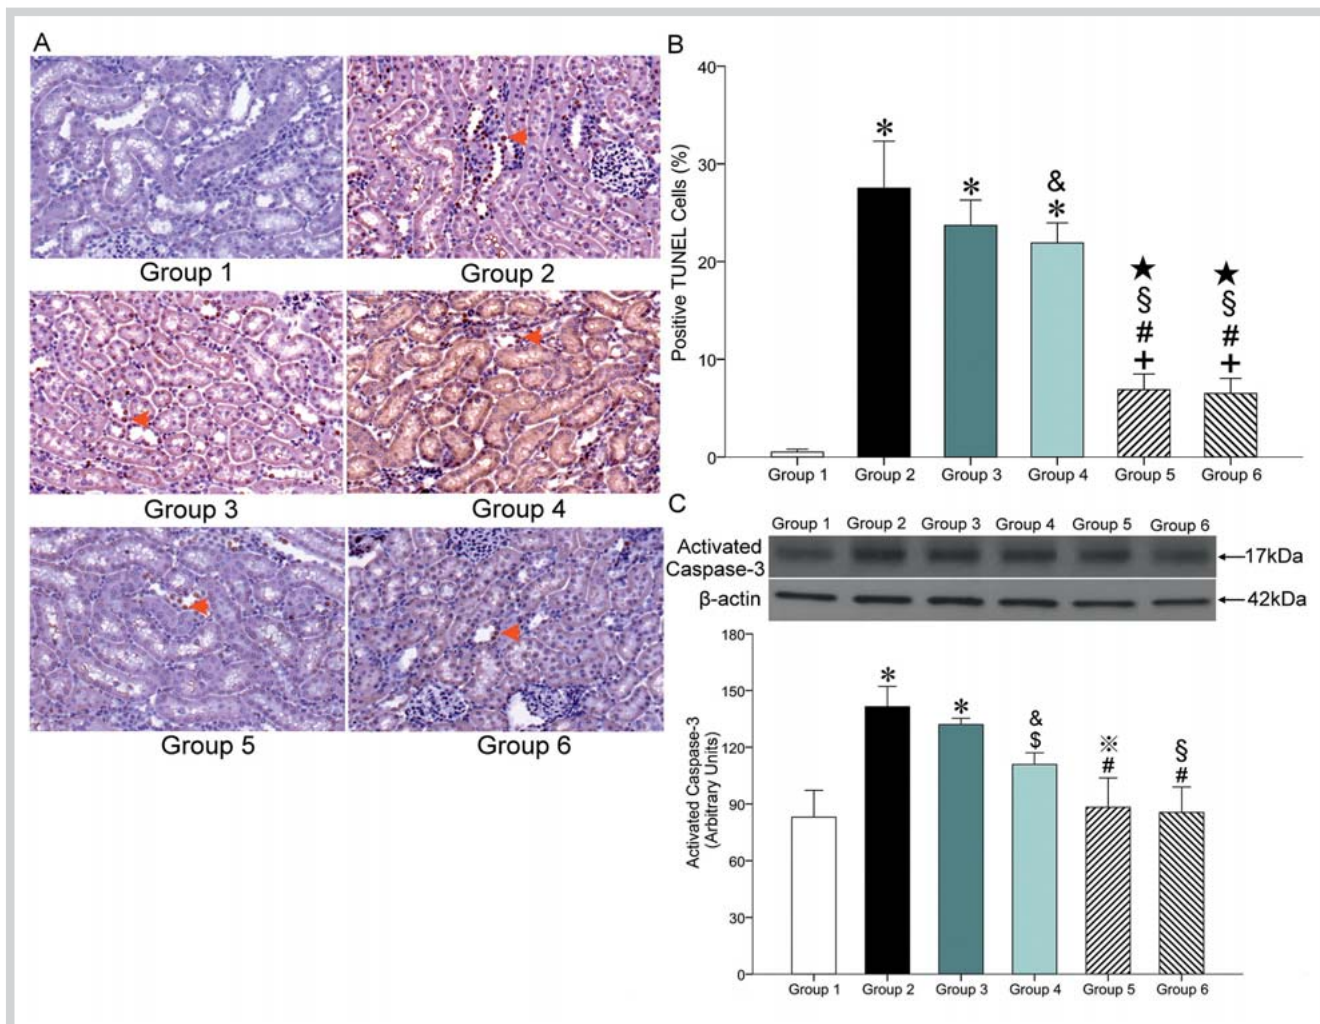 A
Group 1
Group 2
Group 3
Group 4
Group 5
Group 6
B
Positive TUNEL Cells (%)
40
30
20
10
0
*
*
&
*
★
§
#
+
★
§
#
+
Group 1 Group 2 Group 3 Group 4 Group 5 Group 6
C
Group 1 Group 2 Group 3 Group 4 Group 5 Group 6
Activated
Caspase-3
17kDa
β-actin
42kDa
Activated Caspase-3
(Arbitrary Units)
180
150
120
90
60
30
0
*
*
&
$
※
#
§
#
Group 1 Group 2 Group 3 Group 4 Group 5 Group 6